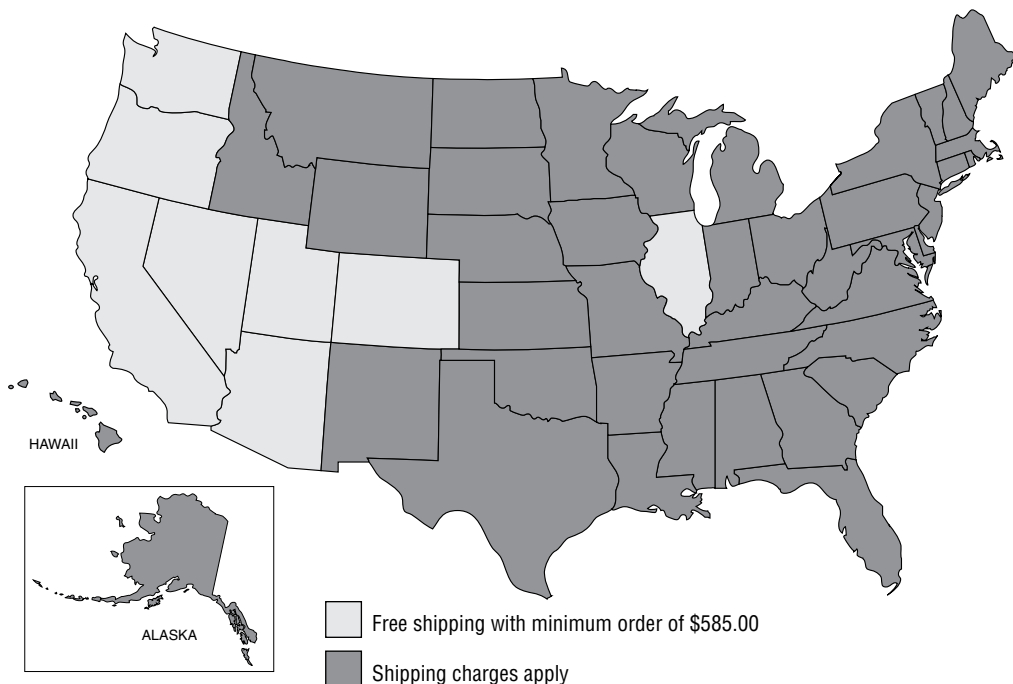 HAWAII
ALASKA
Free shipping with minimum order of $585.00
Shipping charges apply